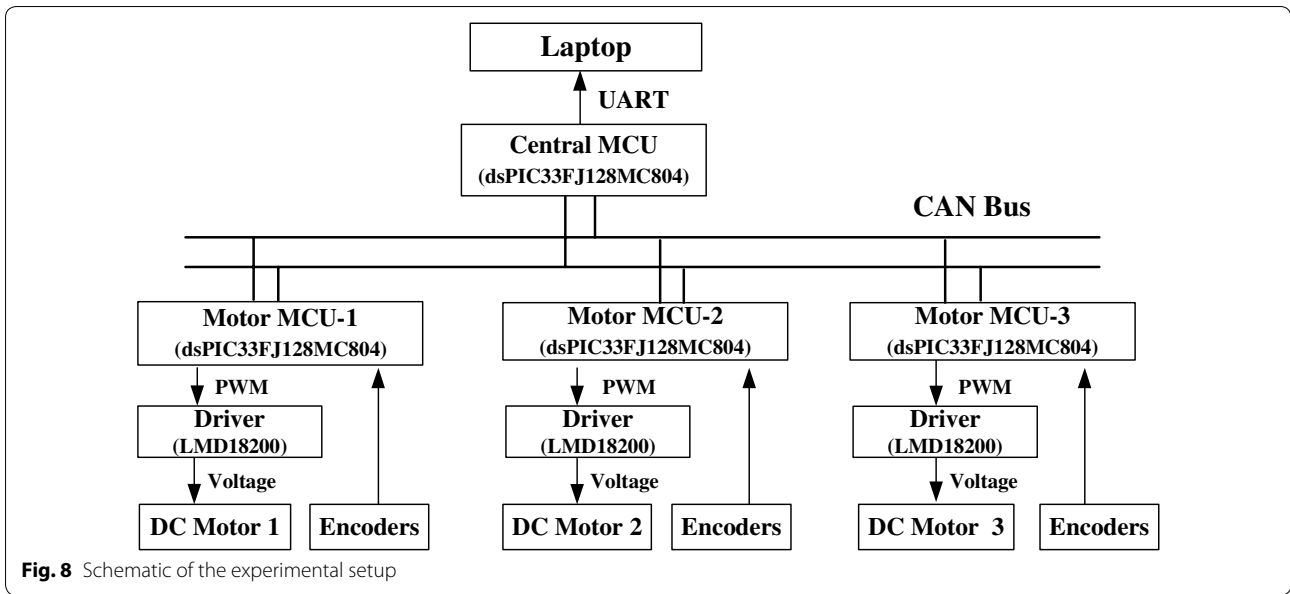 Laptop
UART
Central MCU
(dsPIC33FJ128MC804)
CAN Bus
Motor MCU-1
(dsPIC33FJ128MC804)
Motor MCU-2
(dsPIC33FJ128MC804)
Motor MCU-3
(dsPIC33FJ128MC804)
PWM
PWM
PWM
Driver
(LMD18200)
Driver
(LMD18200)
Driver
(LMD18200)
Voltage
Voltage
Voltage
DC Motor 1
Encoders
DC Motor 2
Encoders
DC Motor 3
Encoders
Fig. 8 Schematic of the experimental setup